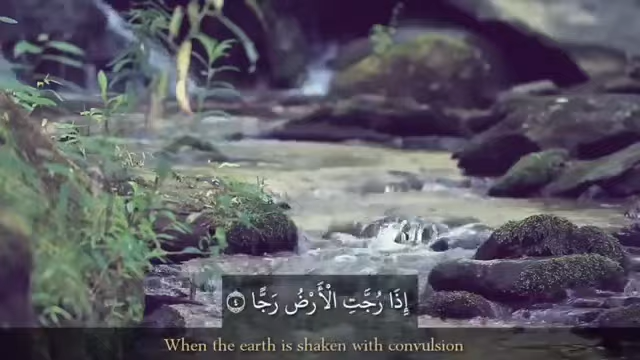 إِذَا رُجَّتِ الْأَرْضُ رَجًّا ٤
When the earth is shaken with convulsion